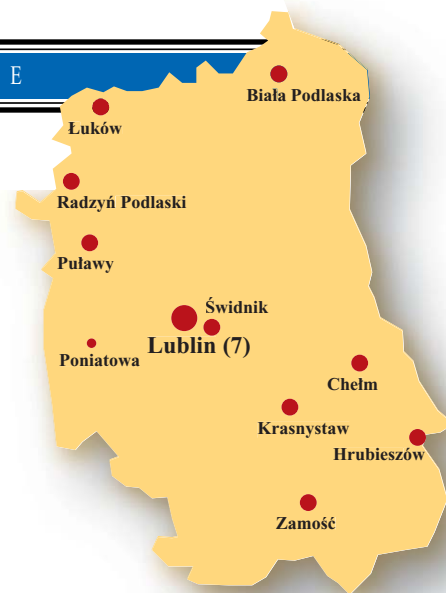 E
Biała Podlaska
Łuków
Radzyń Podlaski
Puławy
Świdnik
Lublin (7)
Poniatowa
Chełm
Krasnystaw
Hrubieszów
Zamość